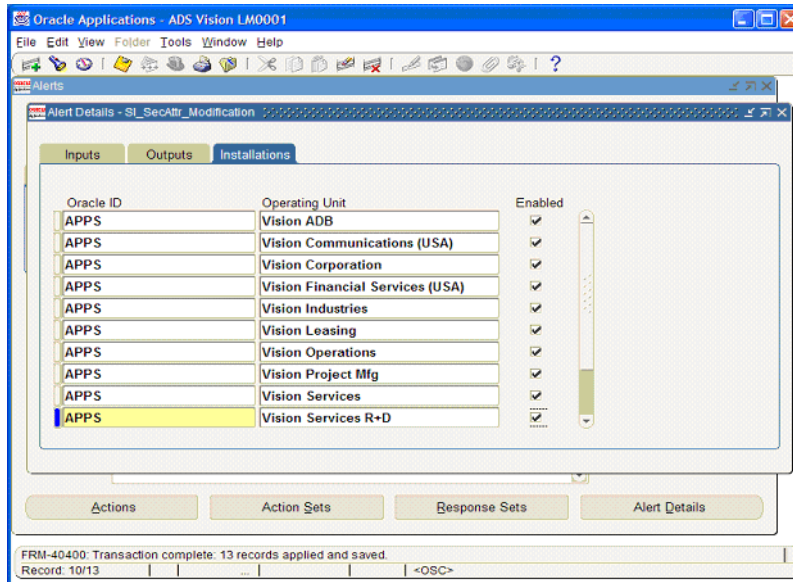 Oracle Applications - ADS Vision LM0001
File Edit View Folder Tools Window Help
Alerts
Alert Details - SI_SecAttr_Modification
Inputs Outputs Installations
Oracle ID Operating Unit Enabled
APPS Vision ADB
APPS Vision Communications (USA)
APPS Vision Corporation
APPS Vision Financial Services (USA)
APPS Vision Industries
APPS Vision Leasing
APPS Vision Operations
APPS Vision Project Mfg
APPS Vision Services
APPS Vision Services R+D
Actions Action Sets Response Sets Alert Details
FRM-40400: Transaction complete: 13 records applied and saved.
Record: 10/13 ... <OSC>